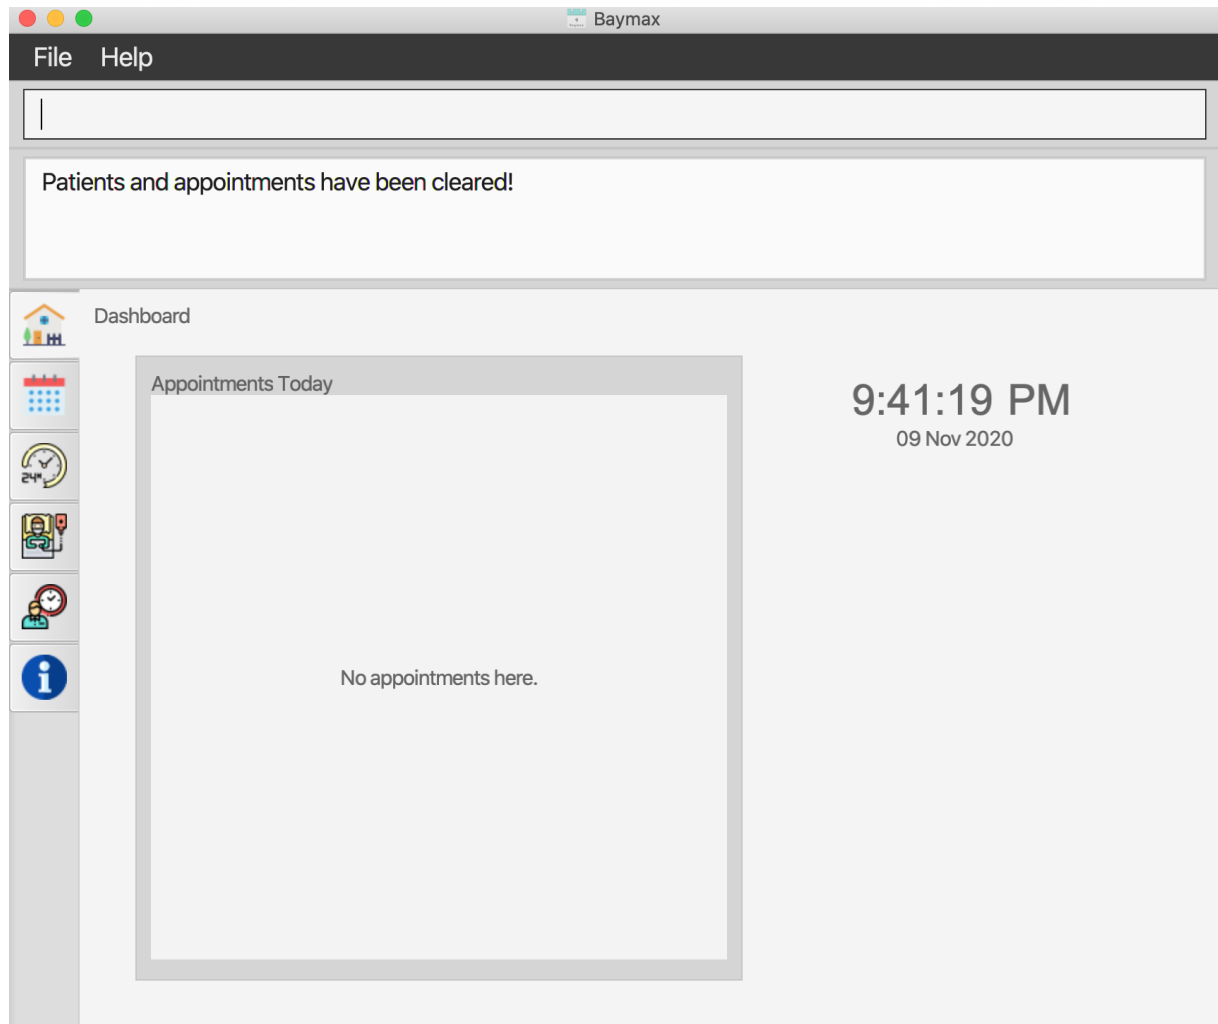 Baymax
File Help
Patients and appointments have been cleared!
Dashboard
Appointments Today
9:41:19 PM
09 Nov 2020
24H
No appointments here.